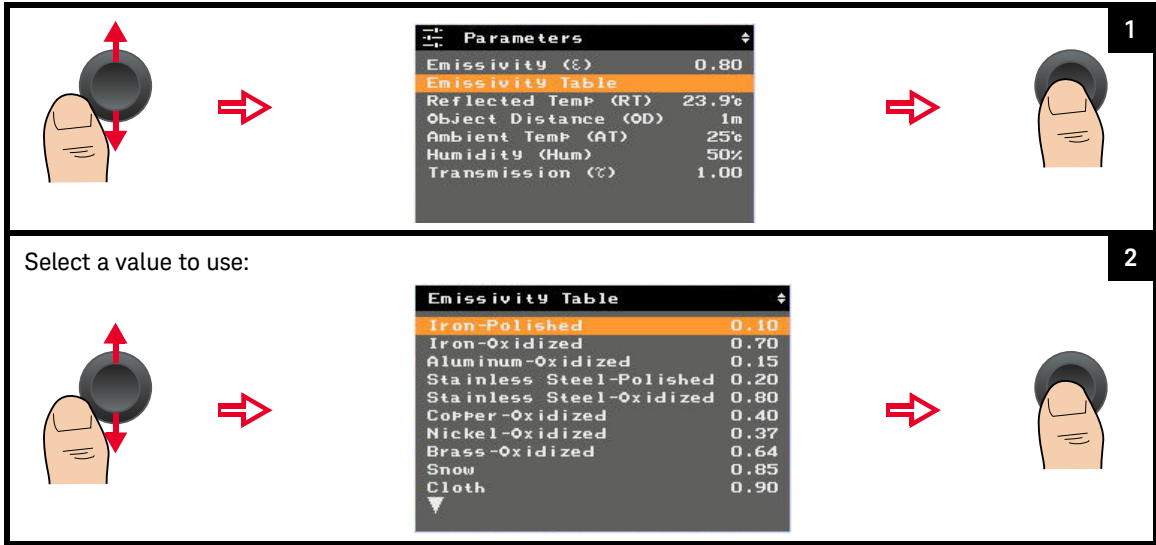 1
Parameters
Emissivity (ε) 0.80
Emissivity Table
Reflected Temp (RT) 23.9℃
Object Distance (OD) 1m
Ambient Temp (AT) 25℃
Humidity (Hum) 50%
Transmission (τ) 1.00
2
Select a value to use:
Emissivity Table
Iron-Polished 0.10
Iron-Oxidized 0.70
Aluminum-Oxidized 0.15
Stainless Steel-Polished 0.20
Stainless Steel-Oxidized 0.80
Copper-Oxidized 0.40
Nickel-Oxidized 0.37
Brass-Oxidized 0.64
Snow 0.85
Cloth 0.90